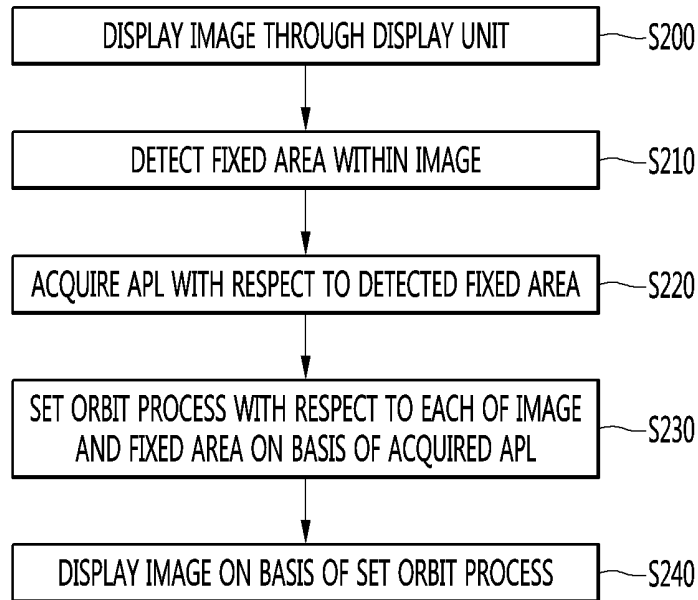 DISPLAY IMAGE THROUGH DISPLAY UNIT
S200
DETECT FIXED AREA WITHIN IMAGE
S210
ACQUIRE APL WITH RESPECT TO DETECTED FIXED AREA
S220
SET ORBIT PROCESS WITH RESPECT TO EACH OF IMAGE
AND FIXED AREA ON BASIS OF ACQUIRED APL
S230
DISPLAY IMAGE ON BASIS OF SET ORBIT PROCESS
S240